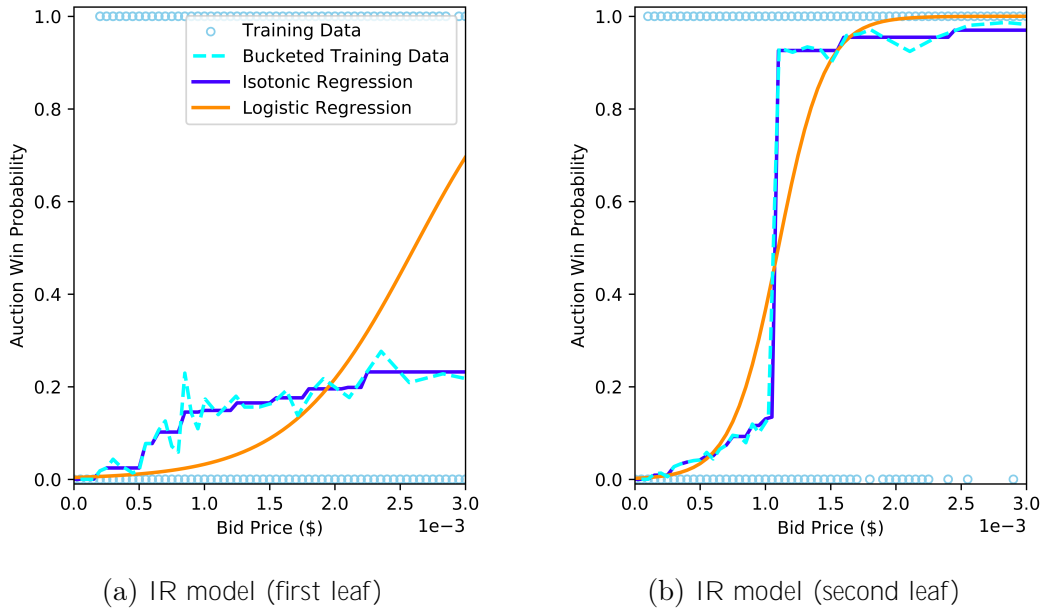 1.0
0.8
0.6
0.4
0.2
0.0
Auction Win Probability
Training Data
Bucketed Training Data
Isotonic Regression
Logistic Regression
0.0 0.5 1.0 1.5 2.0 2.5 3.0
Bid Price ($)
1e−3
(a) IR model (first leaf)
1.0
0.8
0.6
0.4
0.2
0.0
Auction Win Probability
0.0 0.5 1.0 1.5 2.0 2.5 3.0
Bid Price ($)
1e−3
(b) IR model (second leaf)